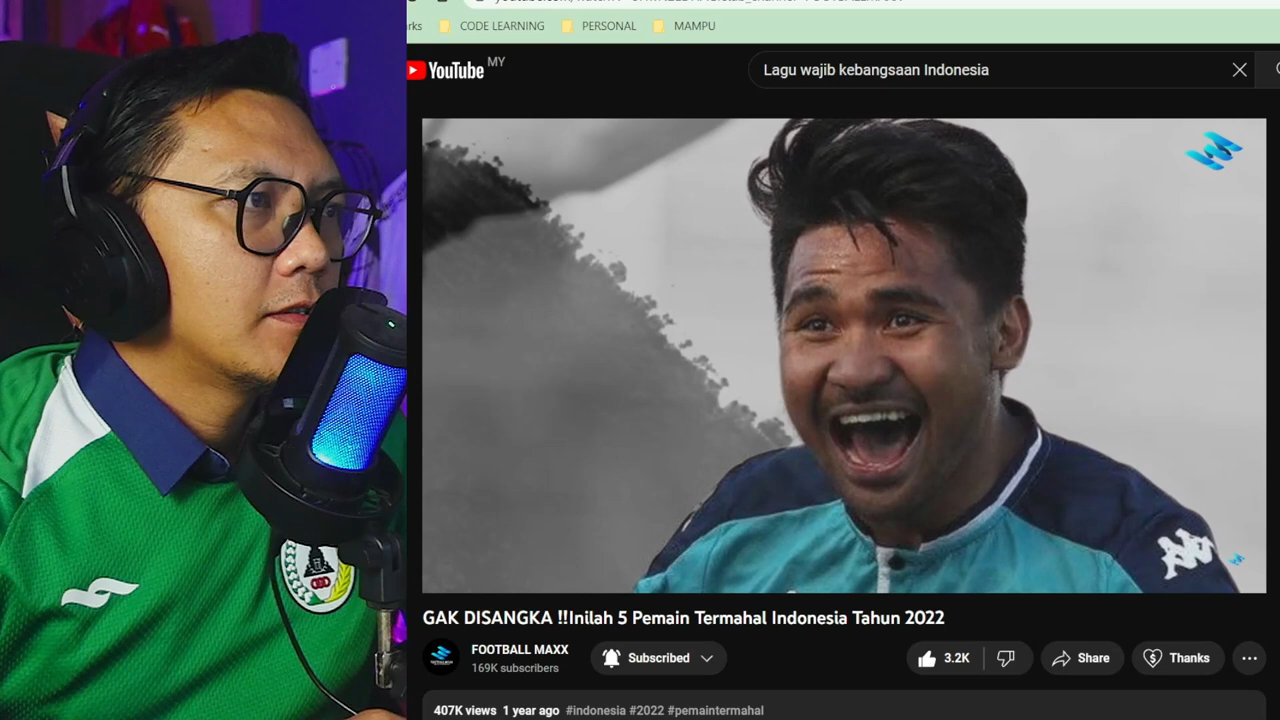 CODE LEARNING PERSONAL MAMPU
YouTube MY
Lagu wajib kebangsaan Indonesia
GAK DISANGKA !!Inilah 5 Pemain Termahal Indonesia Tahun 2022
FOOTBALL MAXX
169K subscribers
Subscribed
3.2K
Share
Thanks
407K views 1 year ago #indonesia #2022 #pemaintermahal